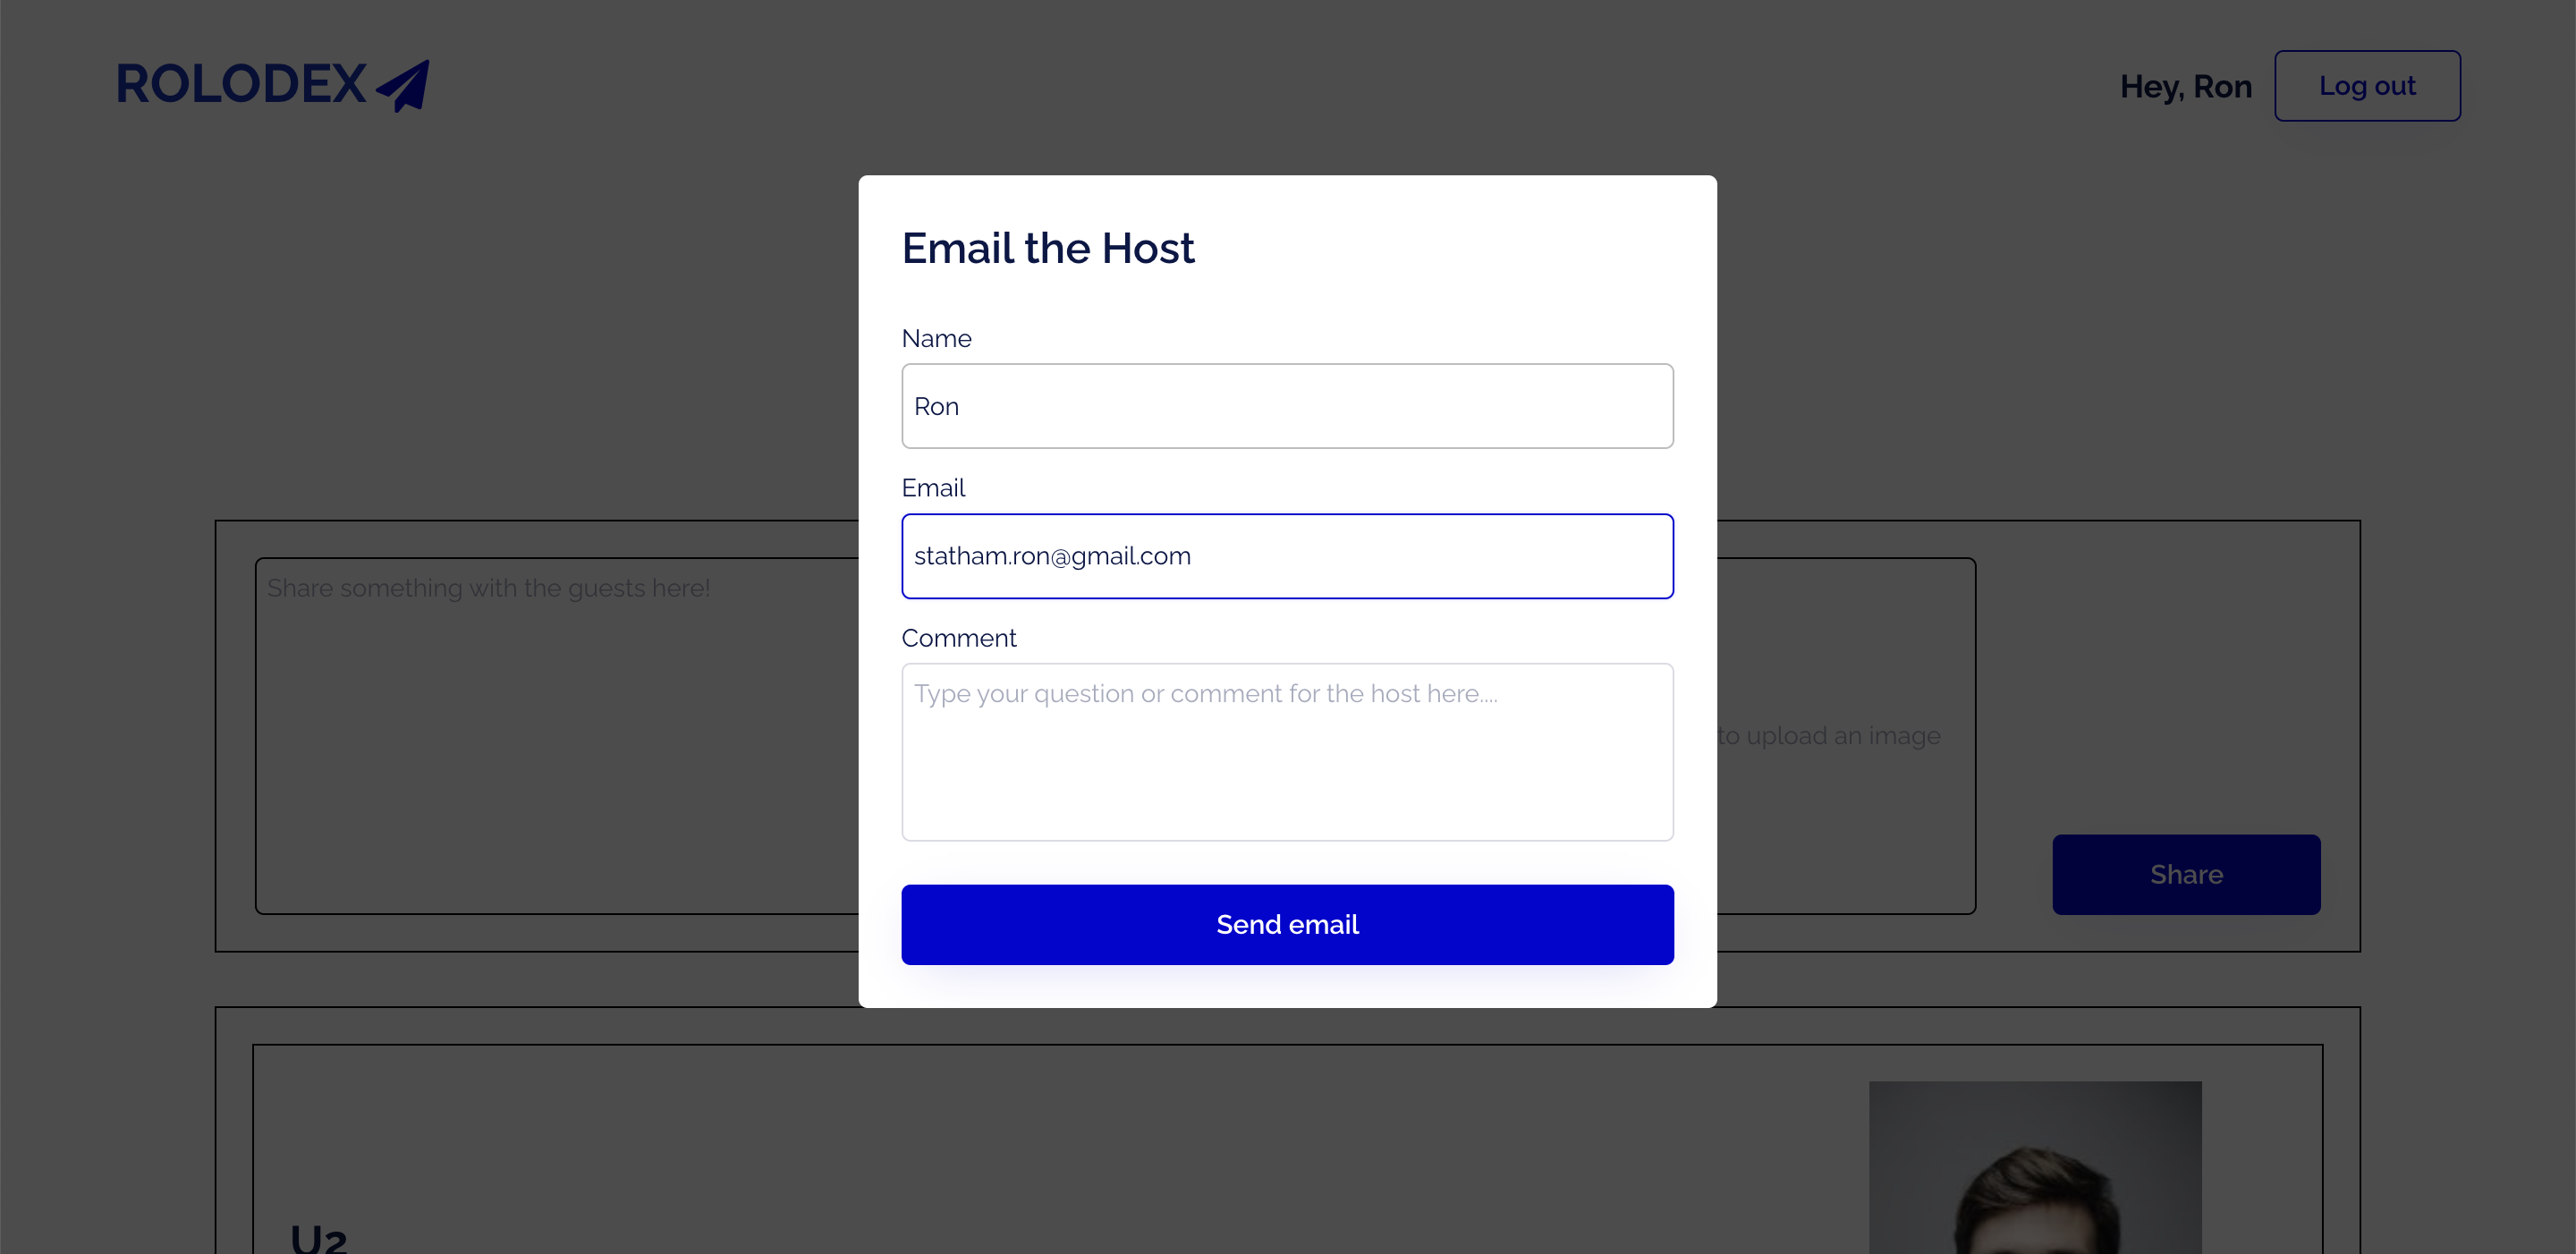 ROLODEX
Hey, Ron
Log out
Email the Host
Name
Ron
Email
statham.ron@gmail.com
Comment
Type your question or comment for the host here....
Send email
Share something with the guests here!
to upload an image
Share
U2